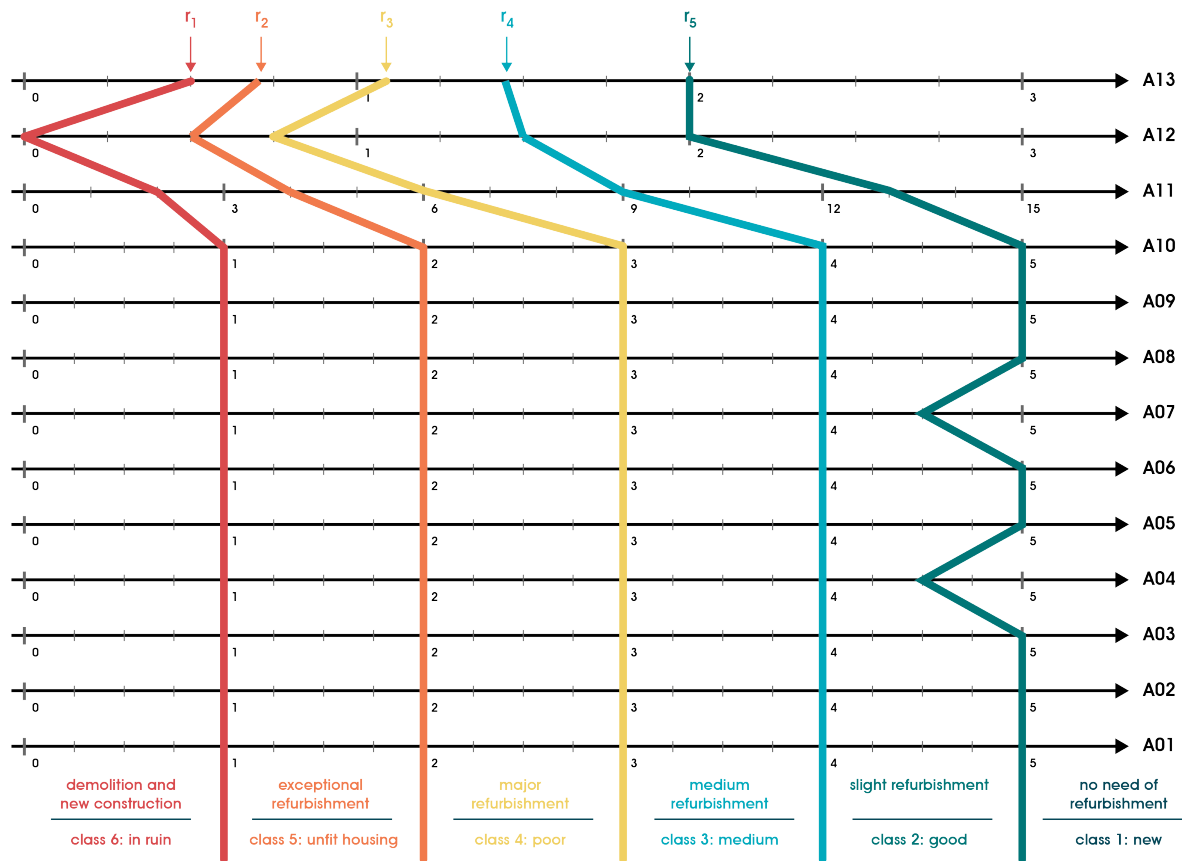 r1 r2 r3 r4 r5
0 1 2 3 A13
0 1 2 3 A12
0 3 6 9 12 15 A11
0 1 2 3 4 5 A10
0 1 2 3 4 5 A09
0 1 2 3 4 5 A08
0 1 2 3 4 5 A07
0 1 2 3 4 5 A06
0 1 2 3 4 5 A05
0 1 2 3 4 5 A04
0 1 2 3 4 5 A03
0 1 2 3 4 5 A02
0 1 2 3 4 5 A01
demolition and
new construction
class 6: in ruin
exceptional
refurbishment
class 5: unfit housing
major
refurbishment
class 4: poor
medium
refurbishment
class 3: medium
slight refurbishment
class 2: good
no need of
refurbishment
class 1: new